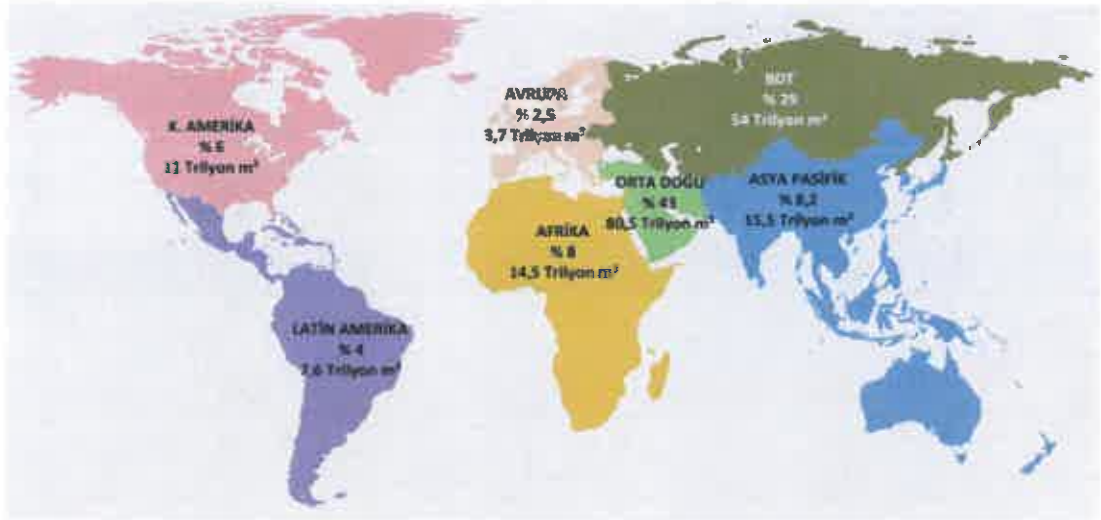 K. AMERİKA
% 6
11 Trilyon m³
AVRUPA
% 2,5
3,7 Trilyon m³
BDT
% 29
54 Trilyon m³
ORTA DOĞU
% 43
80,5 Trilyon m³
ASYA PASİFİK
% 8,2
15,5 Trilyon m³
AFRİKA
% 8
14,5 Trilyon m³
LATİN AMERİKA
% 4
7,6 Trilyon m³